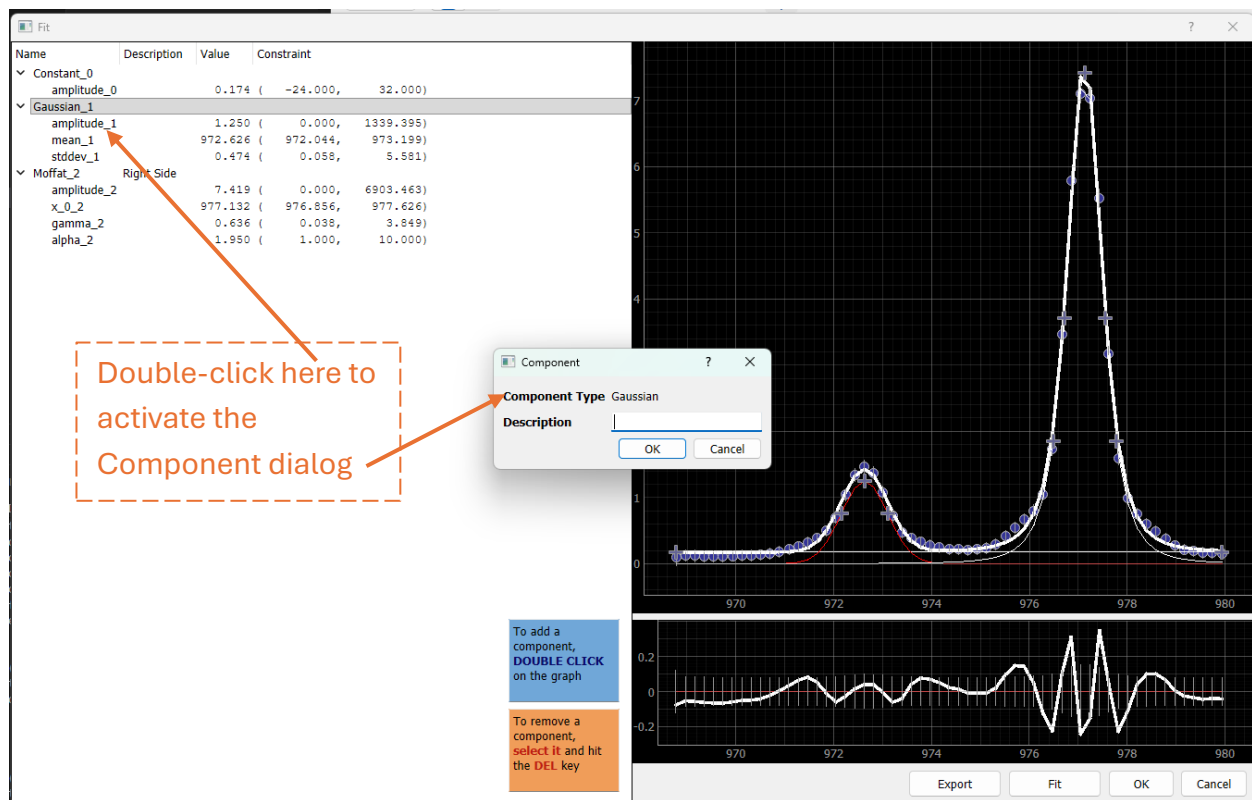 Fit
? ×
Name Description Value Constraint
Constant_0
amplitude_0 0.174 ( -24.000, 32.000)
Gaussian_1
amplitude_1 1.250 ( 0.000, 1339.395)
mean_1 972.626 ( 972.044, 973.199)
stddev_1 0.474 ( 0.058, 5.581)
Moffat_2 Right Side
amplitude_2 7.419 ( 0.000, 6903.463)
x_0_2 977.132 ( 976.856, 977.626)
gamma_2 0.636 ( 0.038, 3.849)
alpha_2 1.950 ( 1.000, 10.000)
Double-click here to
activate the
Component dialog
Component ? ×
Component Type Gaussian
Description
OK Cancel
7
6
5
4
1
0
970 972 974 976 978 980
To add a
component,
DOUBLE CLICK
on the graph
To remove a
component,
select it and hit
the DEL key
0.2
0
-0.2
970 972 974 976 978 980
Export Fit OK Cancel